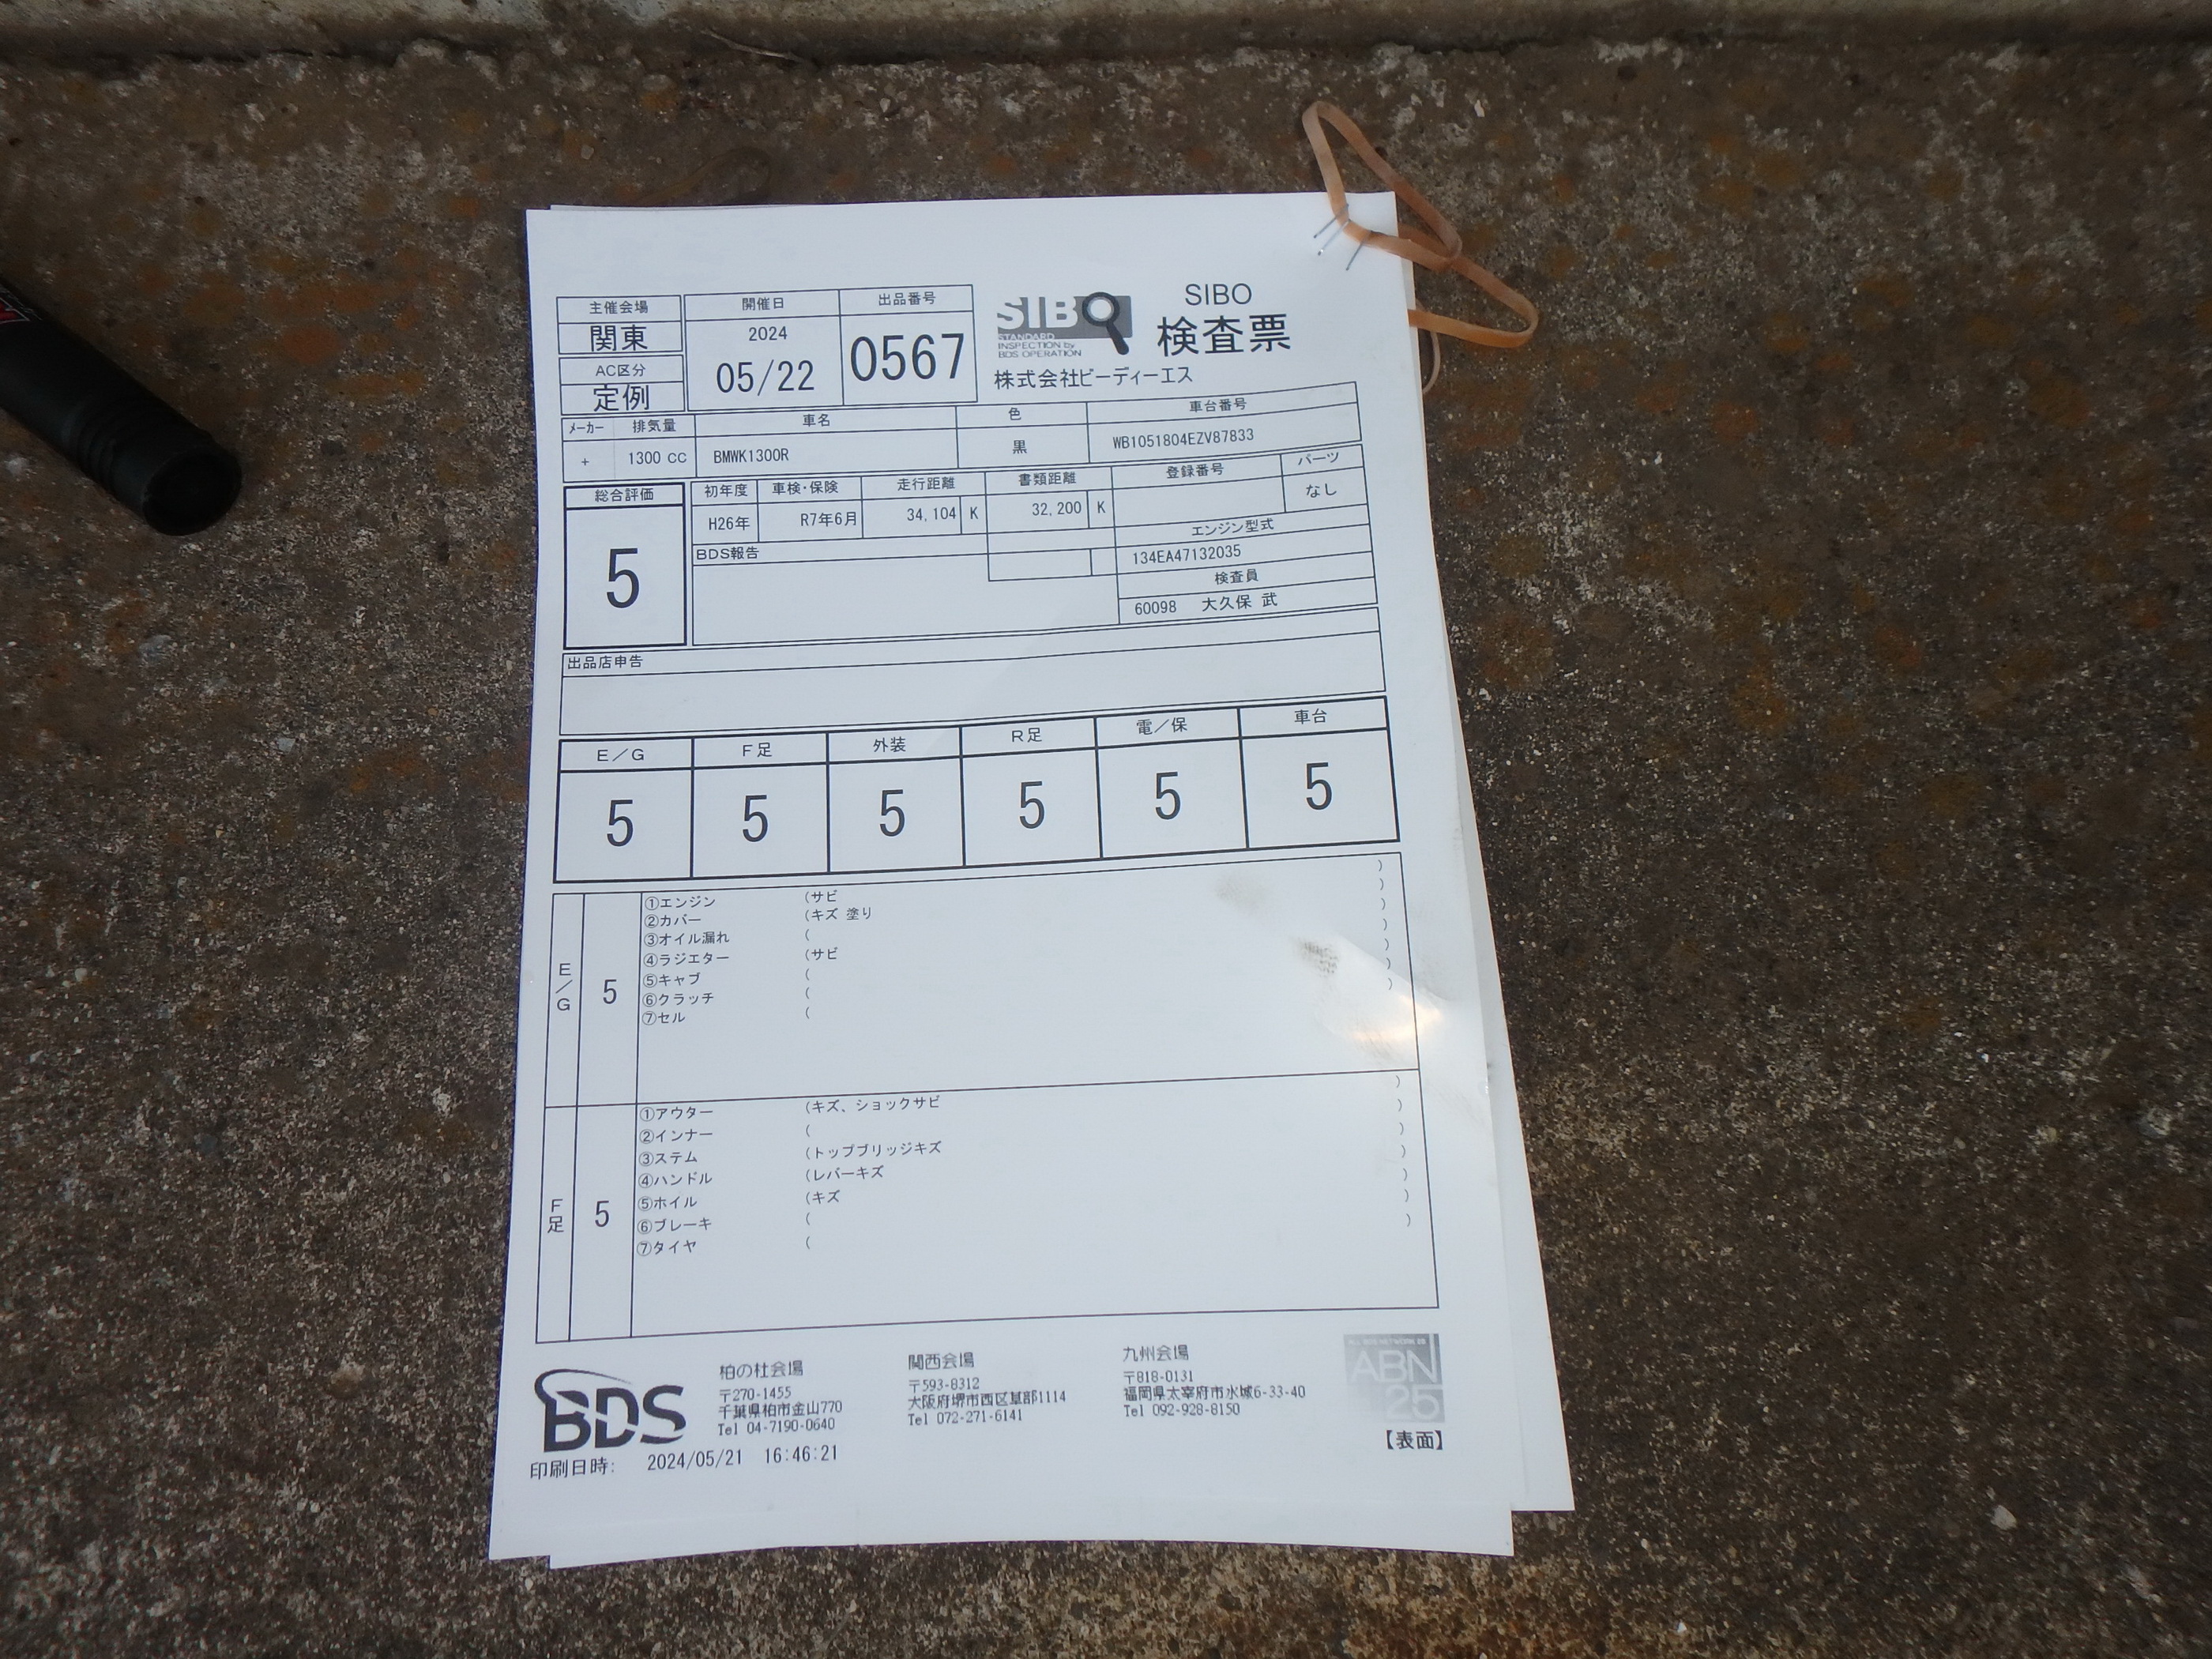 主催会場
関東
AC区分
定例
開催日
2024
05/22
出品番号
0567
SIBO
STANDARD
INSPECTION by
BDS OPERATION
SIBO
検査票
株式会社ビーディーエス
メーカー 排気量 車名 色 車台番号
+ 1300 CC BMWK1300R 黒 WB1051804EZV87833
総合評価
5
初年度 車検・保険 走行距離 書類距離 登録番号 パーツ
H26年 R7年6月 34,104 K 32,200 K なし
BDS報告
エンジン型式
134EA47132035
検査員
60098 大久保 武
出品店申告
E/G F足 外装 R足 電/保 車台
5 5 5 5 5 5
E/G 5
①エンジン (サビ )
②カバー (キズ 塗り )
③オイル漏れ ( )
④ラジエター (サビ )
⑤キャブ ( )
⑥クラッチ ( )
⑦セル ( )
F足 5
①アウター (キズ、ショックサビ )
②インナー ( )
③ステム (トップブリッジキズ )
④ハンドル (レバーキズ )
⑤ホイル (キズ )
⑥ブレーキ ( )
⑦タイヤ ( )
BDS
柏の杜会場
〒270-1455
千葉県柏市金山770
Tel 04-7190-0640
関西会場
〒593-8312
大阪府堺市西区草部1114
Tel 072-271-6141
九州会場
〒818-0131
福岡県太宰府市水城6-33-40
Tel 092-928-8150
ABN
25
【表面】
印刷日時: 2024/05/21 16:46:21